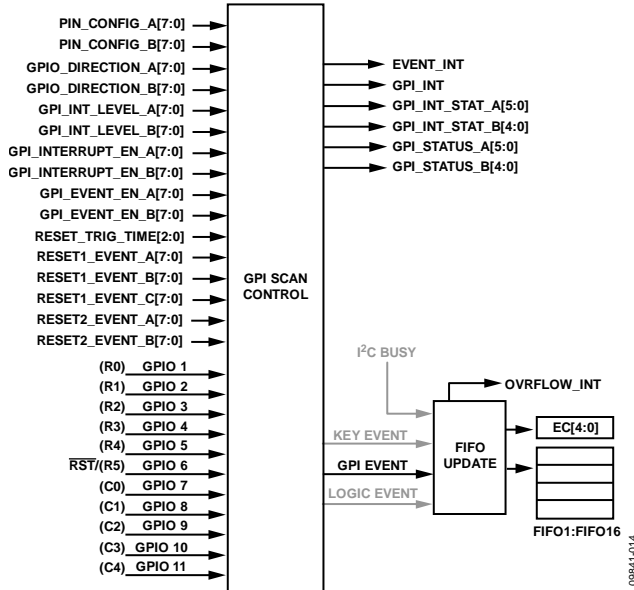 PIN_CONFIG_A[7:0]
PIN_CONFIG_B[7:0]
GPIO_DIRECTION_A[7:0]
GPIO_DIRECTION_B[7:0]
GPI_INT_LEVEL_A[7:0]
GPI_INT_LEVEL_B[7:0]
GPI_INTERRUPT_EN_A[7:0]
GPI_INTERRUPT_EN_B[7:0]
GPI_EVENT_EN_A[7:0]
GPI_EVENT_EN_B[7:0]
RESET_TRIG_TIME[2:0]
RESET1_EVENT_A[7:0]
RESET1_EVENT_B[7:0]
RESET1_EVENT_C[7:0]
RESET2_EVENT_A[7:0]
RESET2_EVENT_B[7:0]
(R0) GPIO 1
(R1) GPIO 2
(R2) GPIO 3
(R3) GPIO 4
(R4) GPIO 5
RST/(R5) GPIO 6
(C0) GPIO 7
(C1) GPIO 8
(C2) GPIO 9
(C3) GPIO 10
(C4) GPIO 11
GPI SCAN
CONTROL
EVENT_INT
GPI_INT
GPI_INT_STAT_A[5:0]
GPI_INT_STAT_B[4:0]
GPI_STATUS_A[5:0]
GPI_STATUS_B[4:0]
I²C BUSY
KEY EVENT
GPI EVENT
LOGIC EVENT
FIFO
UPDATE
OVRFLOW_INT
EC[4:0]
FIFO1:FIFO16
09841-014